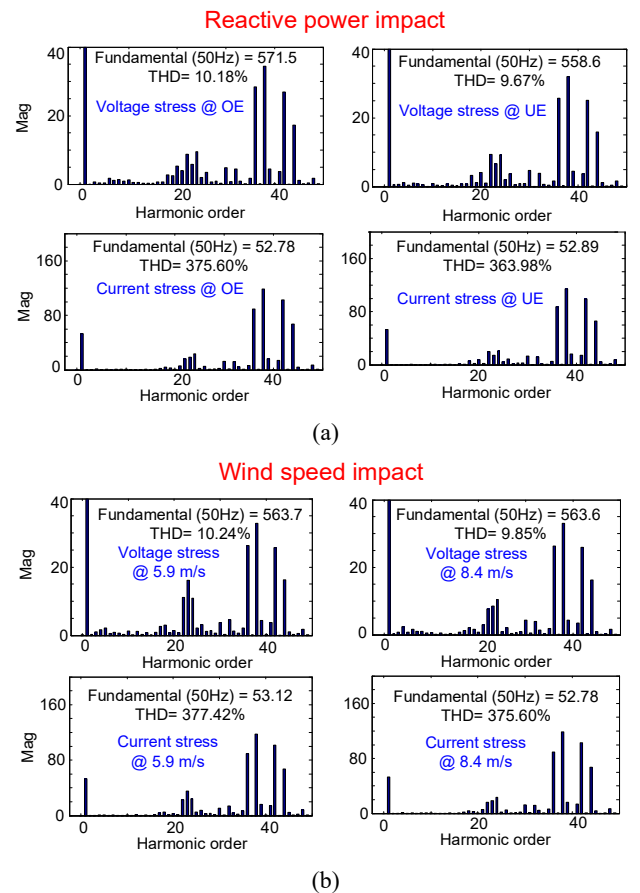 Reactive power impact
40
20
0
Mag
Fundamental (50Hz) = 571.5
THD= 10.18%
Voltage stress @ OE
0
20
40
Harmonic order
40
20
0
Fundamental (50Hz) = 558.6
THD= 9.67%
Voltage stress @ UE
0
20
40
Harmonic order
160
80
0
Mag
Fundamental (50Hz) = 52.78
THD= 375.60%
Current stress @ OE
0
20
40
Harmonic order
160
80
0
Fundamental (50Hz) = 52.89
THD= 363.98%
Current stress @ UE
0
20
40
Harmonic order
(a)
Wind speed impact
40
20
0
Mag
Fundamental (50Hz) = 563.7
THD= 10.24%
Voltage stress
@ 5.9 m/s
0
20
40
Harmonic order
40
20
0
Fundamental (50Hz) = 563.6
THD= 9.85%
Voltage stress
@ 8.4 m/s
0
20
40
Harmonic order
160
80
0
Mag
Fundamental (50Hz) = 53.12
THD= 377.42%
Current stress
@ 5.9 m/s
0
20
40
Harmonic order
160
80
0
Fundamental (50Hz) = 52.78
THD= 375.60%
Current stress
@ 8.4 m/s
0
20
40
Harmonic order
(b)